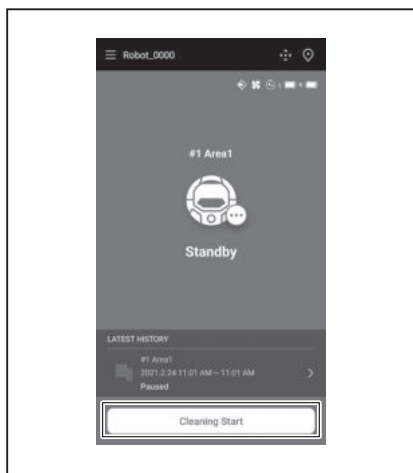 Robot_0000
#1 Area1
Standby
LATEST HISTORY
#1 Area1
2021.2.24 11:01 AM ~ 11:01 AM
Paused
Cleaning Start